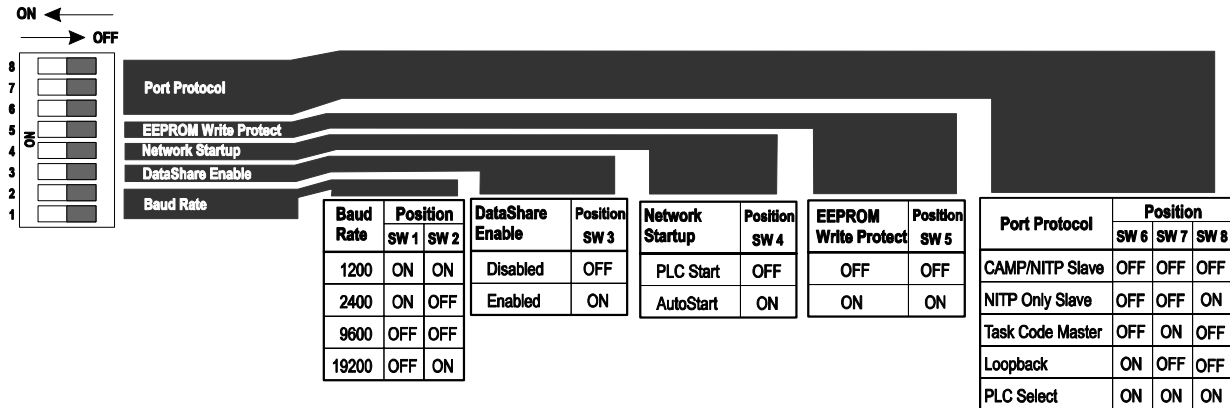 ON
OFF
8
7
6
5
4
3
2
1
ON
Port Protocol
EEPROM Write Protect
Network Startup
DataShare Enable
Baud Rate
Baud Rate | Position
SW 1 | SW 2
1200 | ON | ON
2400 | ON | OFF
9600 | OFF | OFF
19200 | OFF | ON
DataShare Enable | Position SW 3
Disabled | OFF
Enabled | ON
Network Startup | Position SW 4
PLC Start | OFF
AutoStart | ON
EEPROM Write Protect | Position SW 5
OFF | OFF
ON | ON
Port Protocol | Position
SW 6 | SW 7 | SW 8
CAMP/NITP Slave | OFF | OFF | OFF
NITP Only Slave | OFF | OFF | ON
Task Code Master | OFF | ON | OFF
Loopback | ON | OFF | OFF
PLC Select | ON | ON | ON